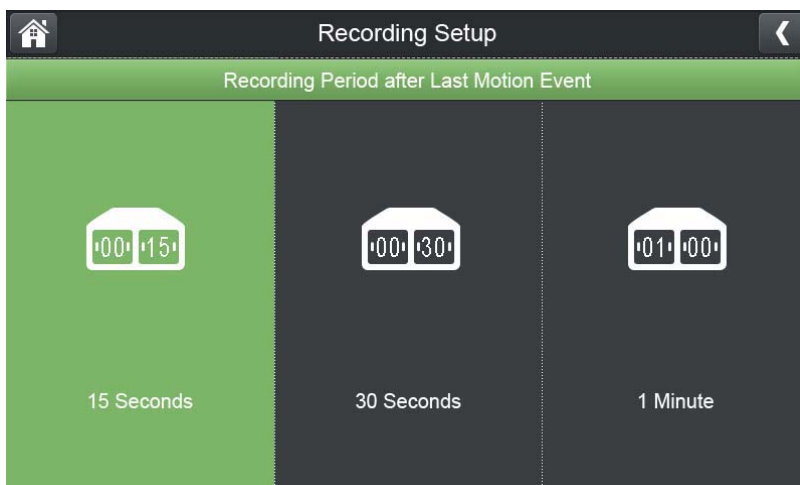 Recording Setup
Recording Period after Last Motion Event
00 15
00 30
01 00
15 Seconds
30 Seconds
1 Minute